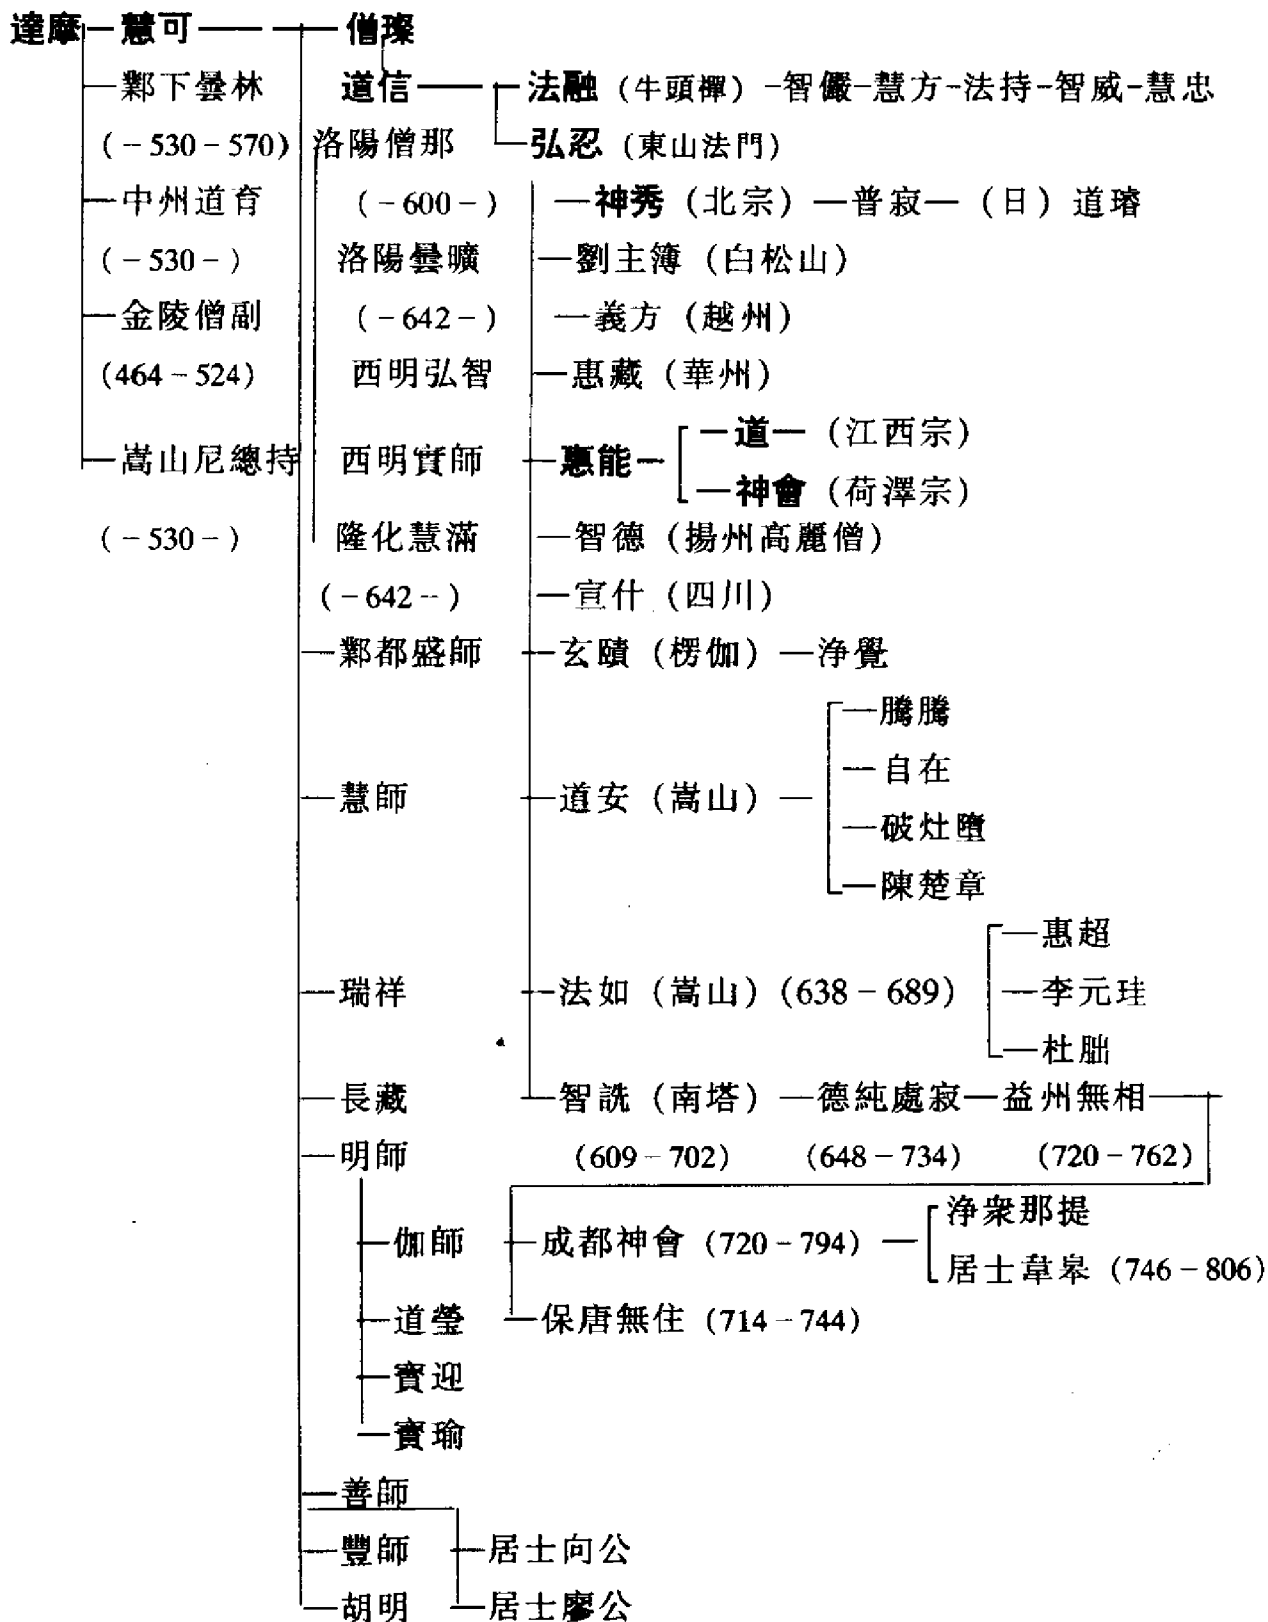 達摩—慧可———僧璨
—鄴下曇林 道信——法融（牛頭禪）-智儼-慧方-法持-智威-慧忠
（-530-570） 洛陽僧那 —弘忍（東山法門）
—中州道育 （-600-） —神秀（北宗）—普寂—（日）道璿
（-530-） 洛陽曇曠 —劉主簿（白松山）
—金陵僧副 （-642-） —義方（越州）
（464-524） 西明弘智 —惠藏（華州）
—道一（江西宗）
—嵩山尼總持 西明實師 —惠能—
—神會（荷澤宗）
（-530-） 隆化慧滿 —智德（揚州高麗僧）
（-642--） —宣什（四川）
—鄴都盛師 —玄賾（楞伽）—浄覺
—騰騰
—自在
—慧師 —道安（嵩山）—
—破灶墮
—陳楚章
—惠超
—瑞祥 —法如（嵩山）（638-689） —李元珪
—杜朏
—長藏 —智詵（南塔）—德純處寂—益州無相—
—明師 （609-702） （648-734） （720-762）
浄衆那提
—伽師 —成都神會（720-794）—
居士韋皋（746-806）
—道瑩 —保唐無住（714-744）
—寶迎
—寶瑜
—善師
—豐師 —居士向公
—胡明 —居士廖公